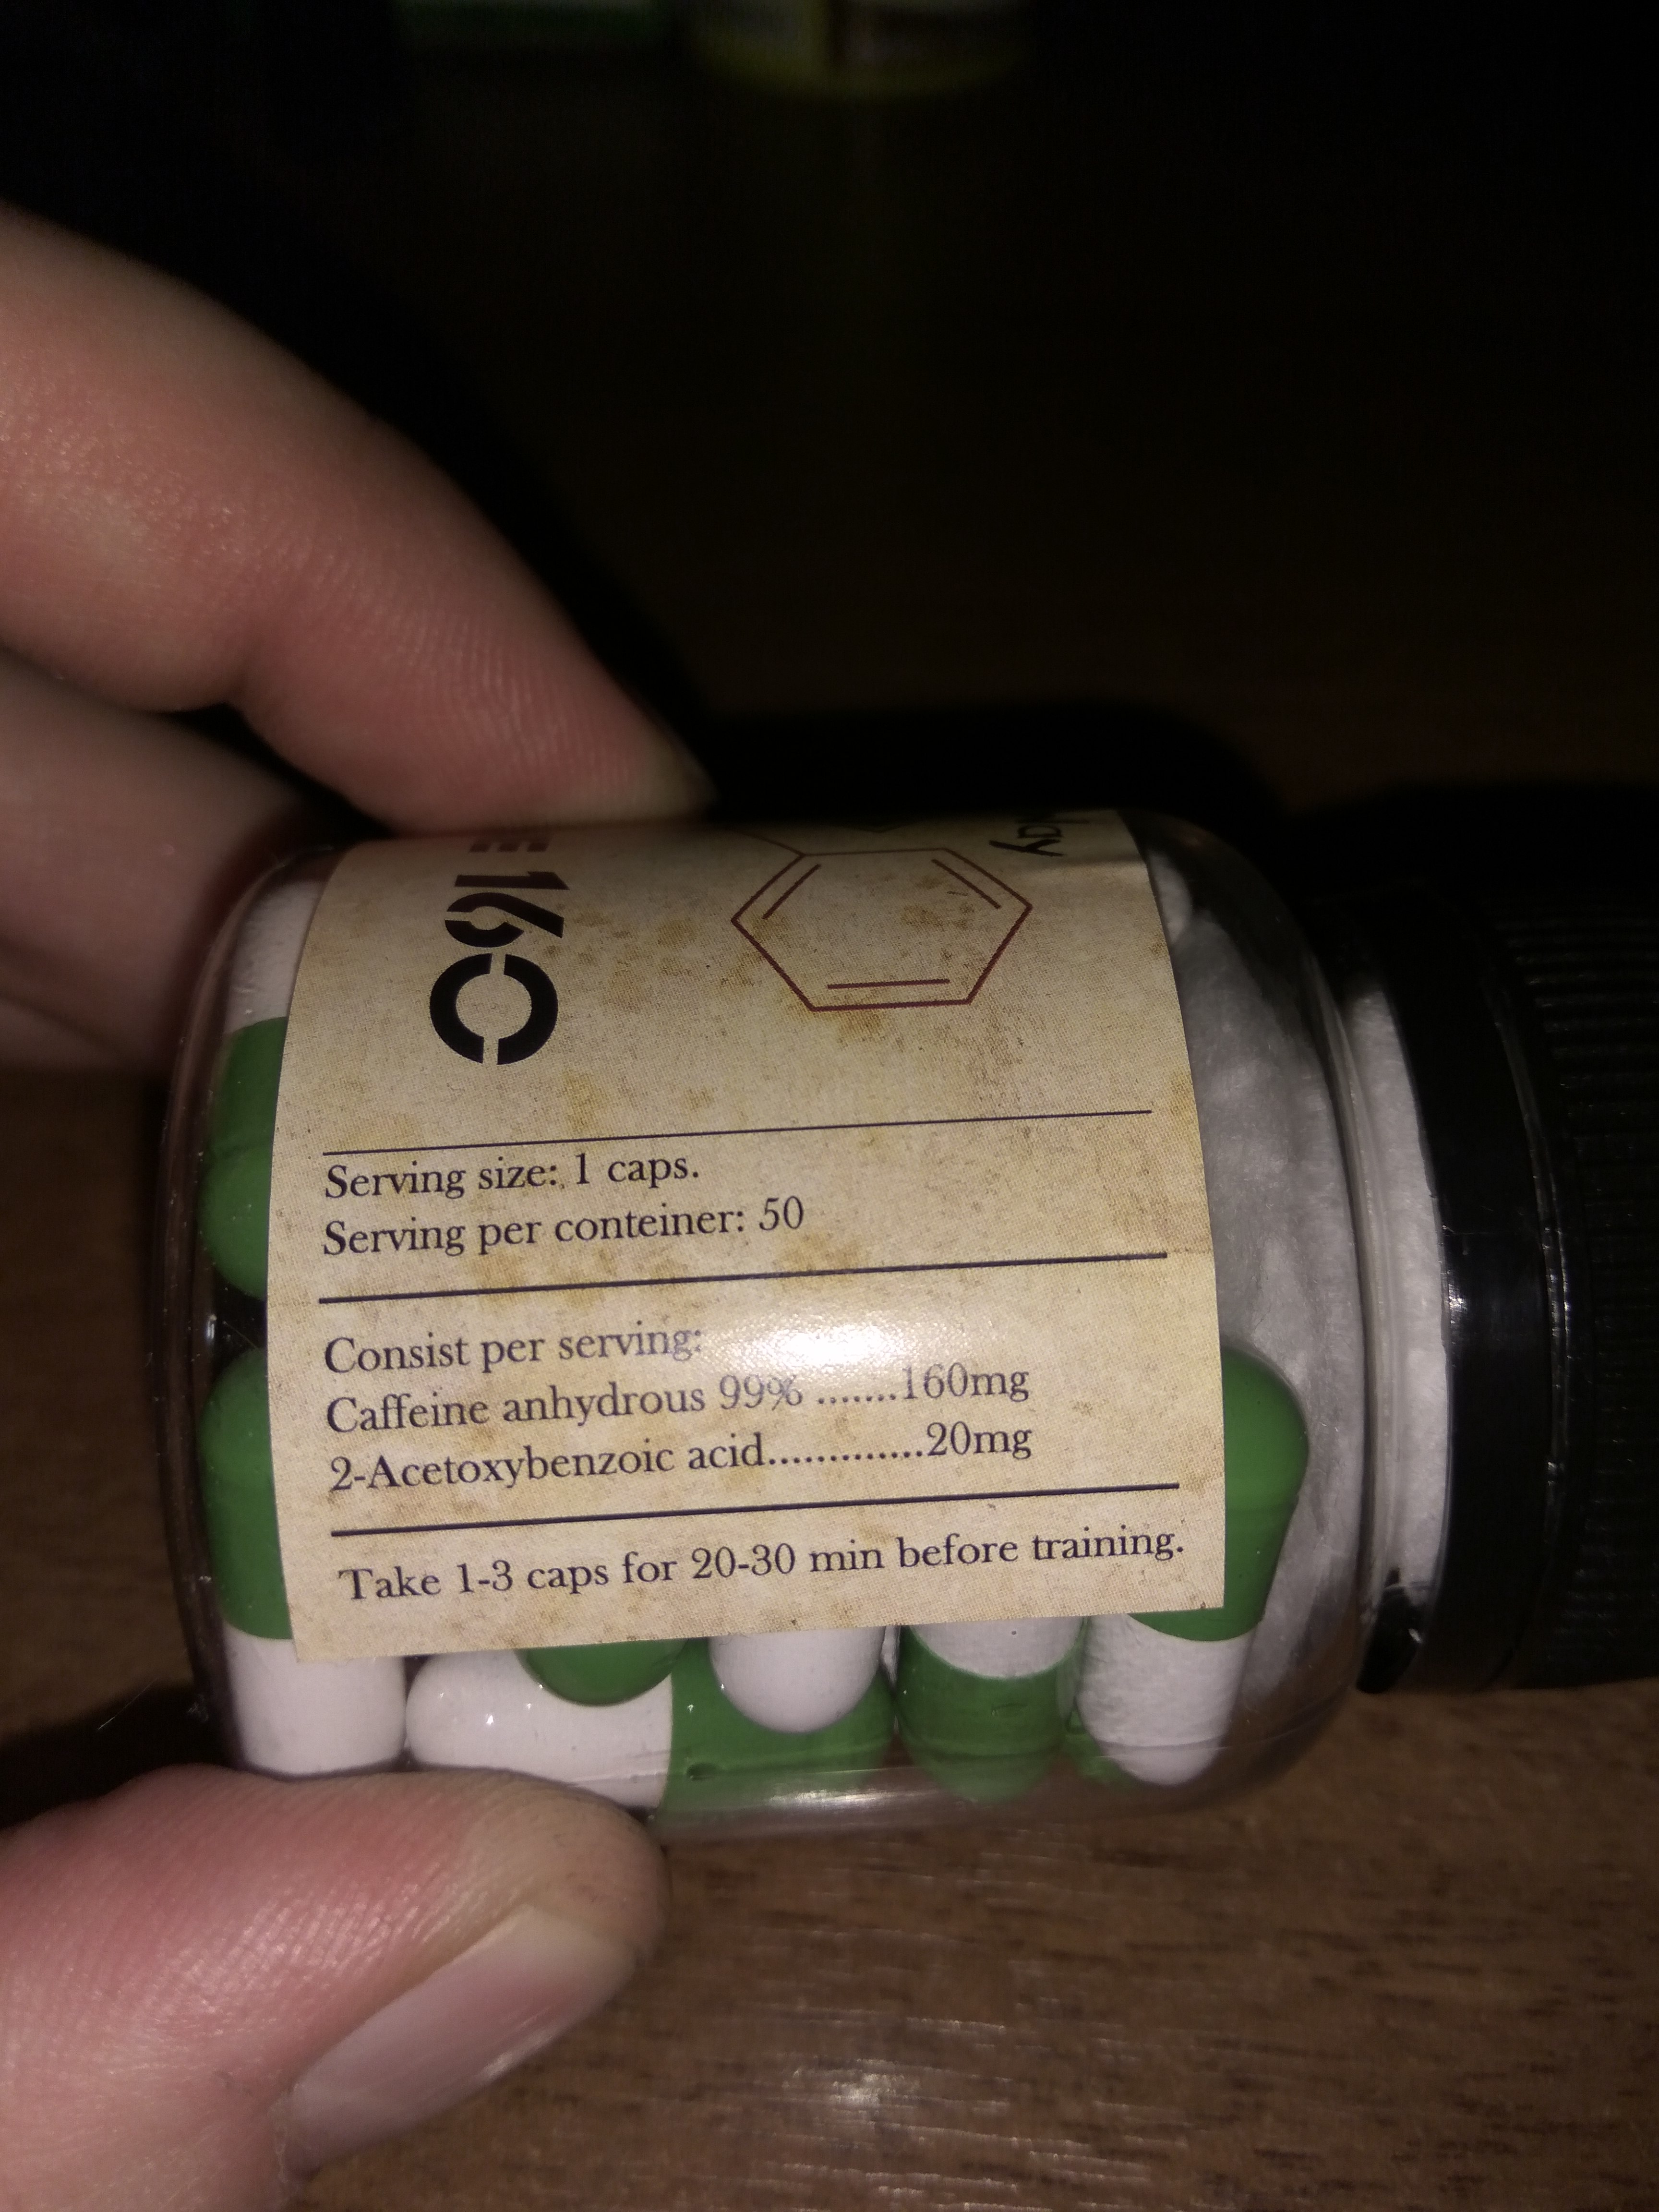 160
Serving size: 1 caps.
Serving per conteiner: 50
Consist per serving:
Caffeine anhydrous 99% .......160mg
2-Acetoxybenzoic acid.............20mg
Take 1-3 caps for 20-30 min before training.